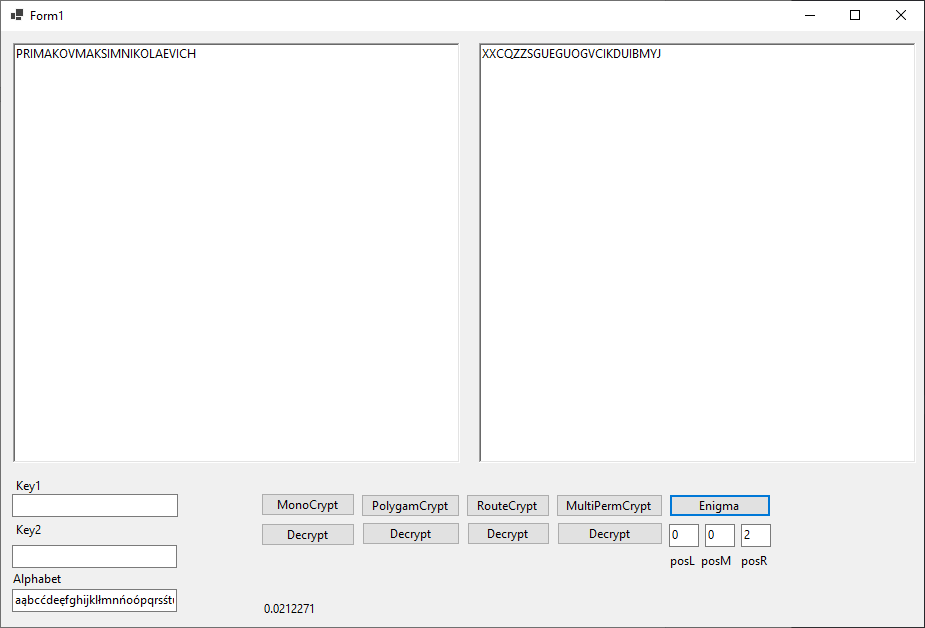 Form1
PRIMAKOVMAKSIMNIKOLAEVICH
XXCQZZSGUEGUOGVCIKDUIBMYJ
Key1
Key2
Alphabet
aąbcćdeęfghijklłmnńoópqrsśt
MonoCrypt PolygamCrypt RouteCrypt MultiPermCrypt Enigma
Decrypt Decrypt Decrypt Decrypt 0 0 2
posL posM posR
0.0212271